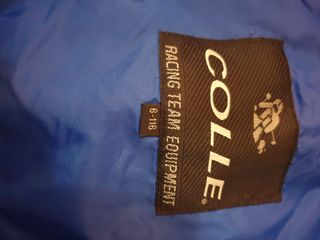 COLLE®
RACING TEAM EQUIPMENT
6-116